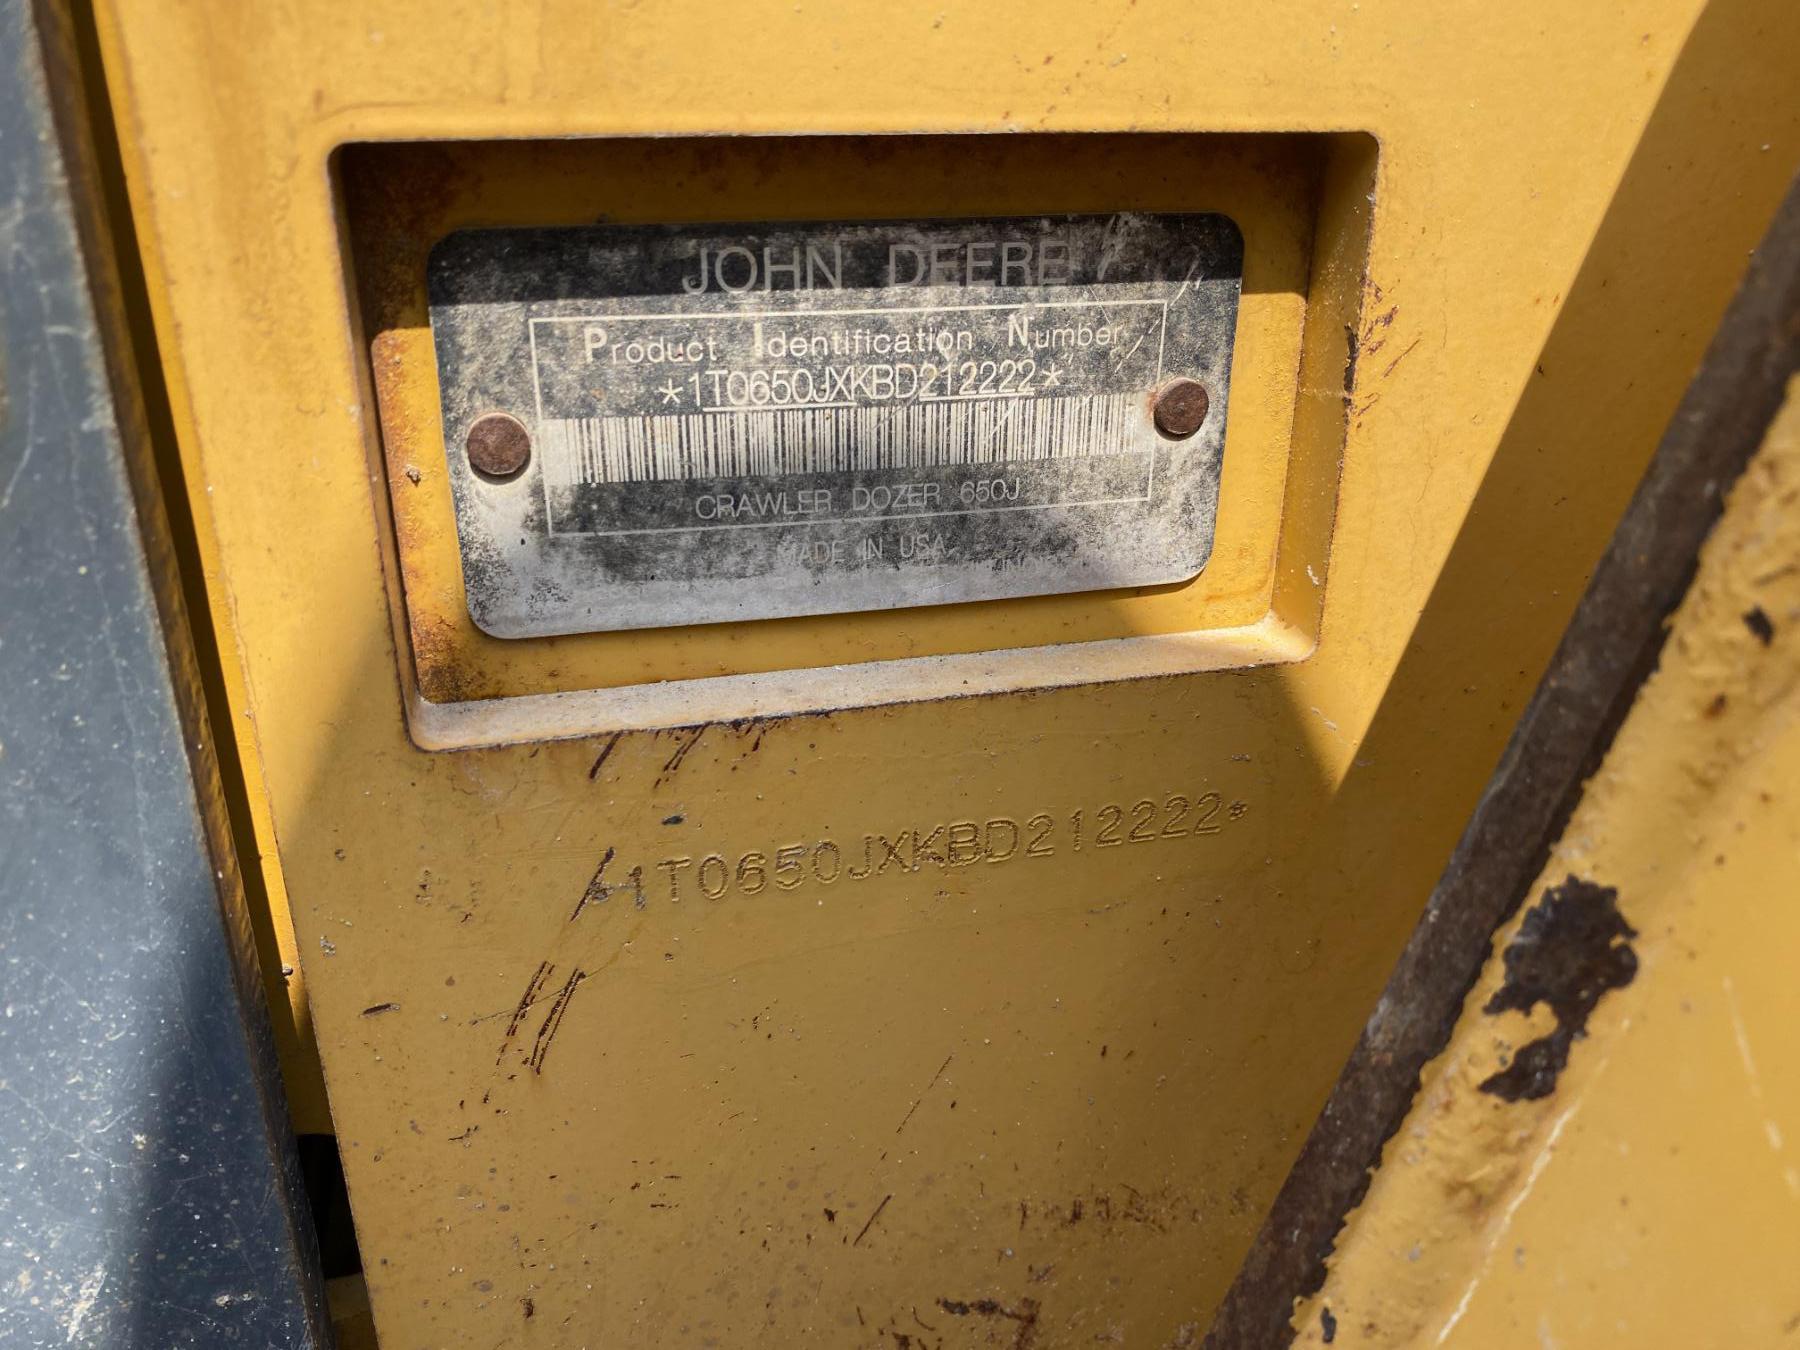 JOHN DEERE
Product Identification Number
*1T0650JXKBD212222*
CRAWLER DOZER 650J
MADE IN USA
1T0650JXKBD212222*